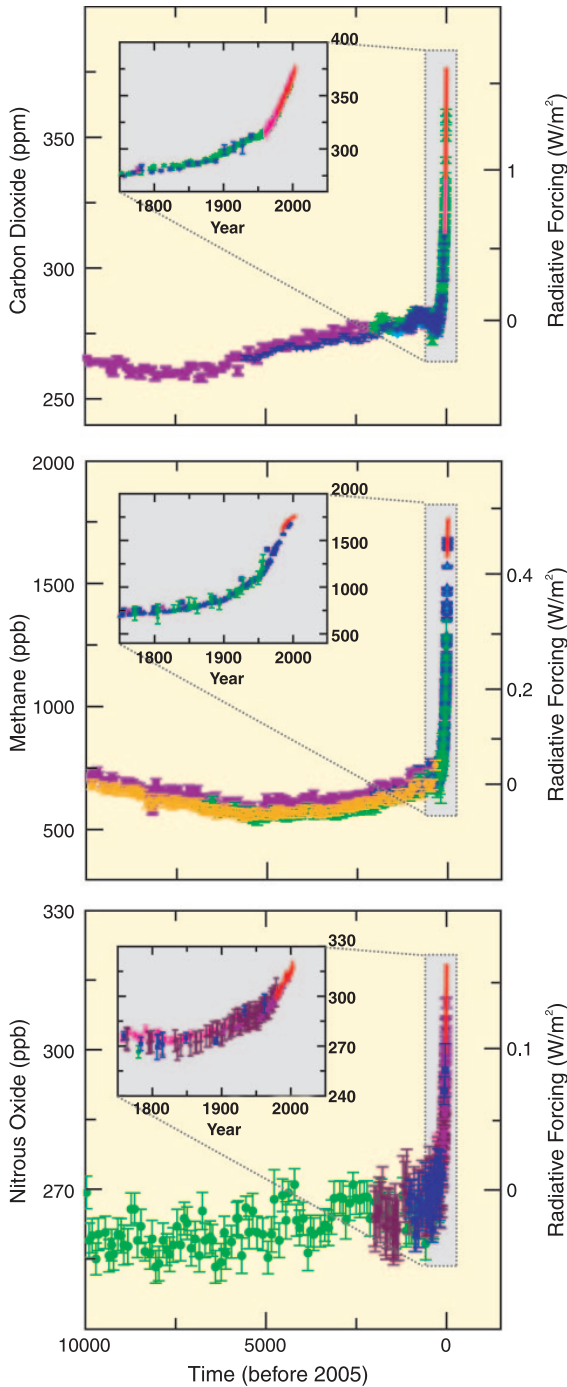 400
350
300
1800 1900 2000
Year
350
300
250
Carbon Dioxide (ppm)
1
0
Radiative Forcing (W/m²)
2000
1500
1000
500
1800 1900 2000
Year
2000
1500
1000
500
Methane (ppb)
0.4
0.2
0
Radiative Forcing (W/m²)
330
300
270
240
1800 1900 2000
Year
330
300
270
Nitrous Oxide (ppb)
0.1
0
Radiative Forcing (W/m²)
10000 5000 0
Time (before 2005)